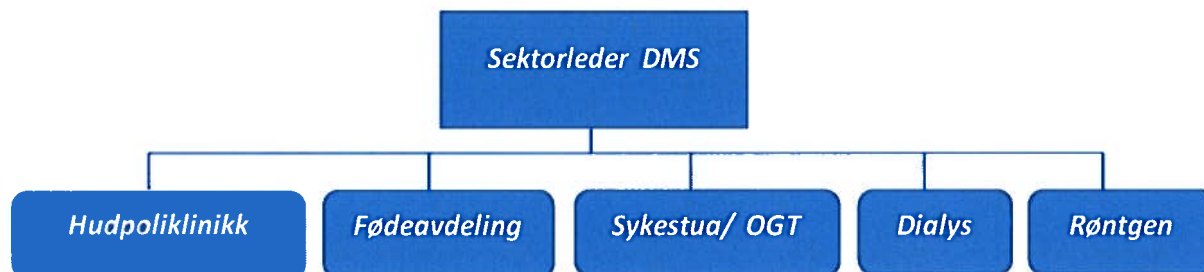 Sektorleder DMS
Hudpoliklinikk
Fødeavdeling
Sykestua/ OGT
Dialys
Røntgen